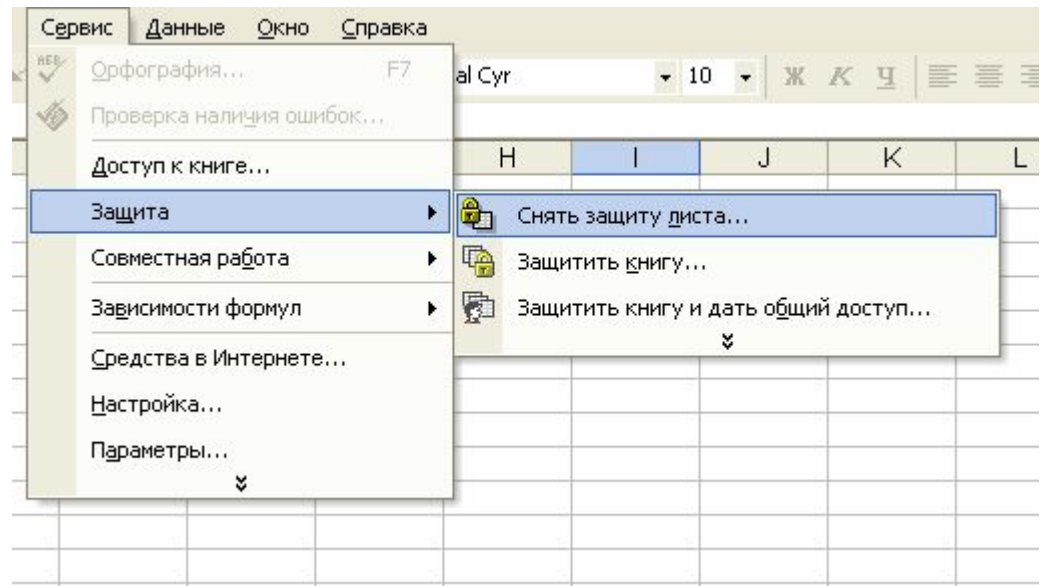 Сервис Данные Окно Справка
Орфография... F7
al Cyr 10 Ж К Ч
Проверка наличия ошибок...
H I J K L
Доступ к книге...
Защита
Снять защиту листа...
Совместная работа
Защитить книгу...
Зависимости формул
Защитить книгу и дать общий доступ...
Средства в Интернете...
Настройка...
Параметры...